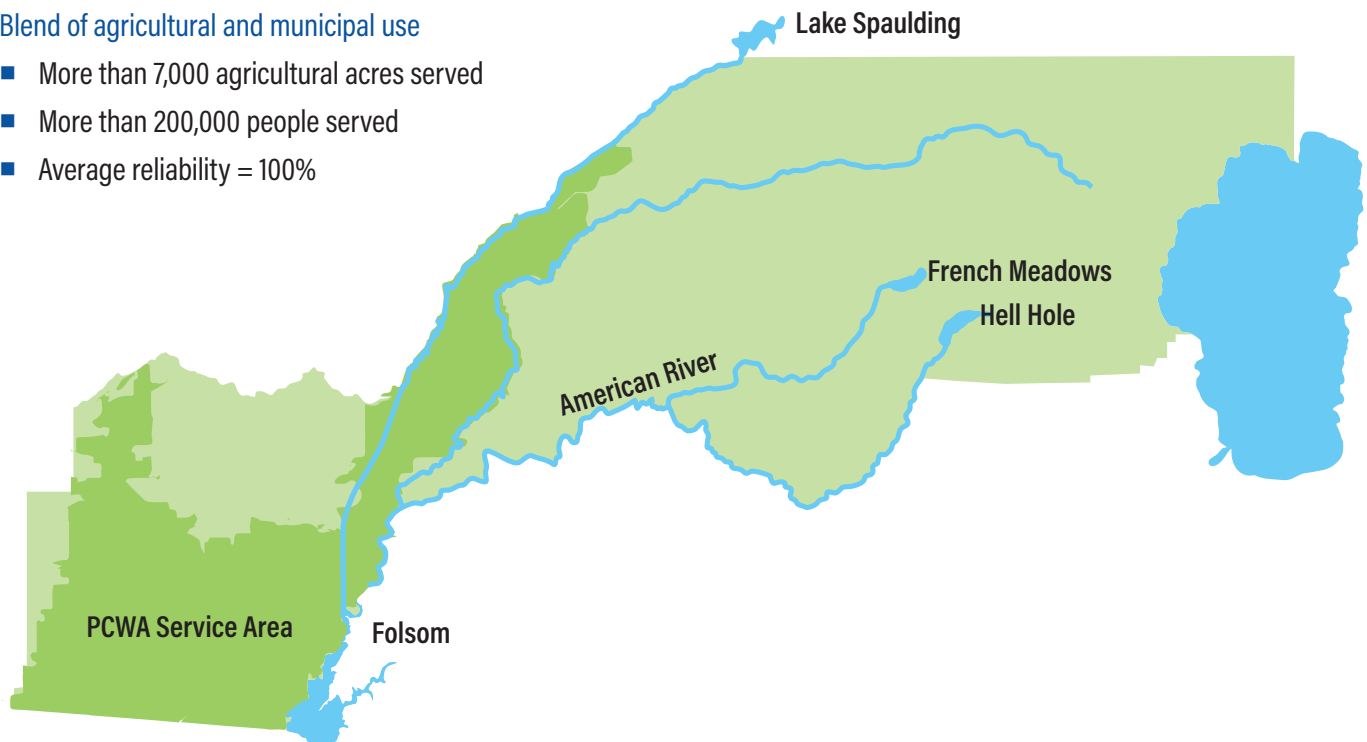 Blend of agricultural and municipal use
■ More than 7,000 agricultural acres served
■ More than 200,000 people served
■ Average reliability = 100%
Lake Spaulding
French Meadows
Hell Hole
American River
PCWA Service Area
Folsom